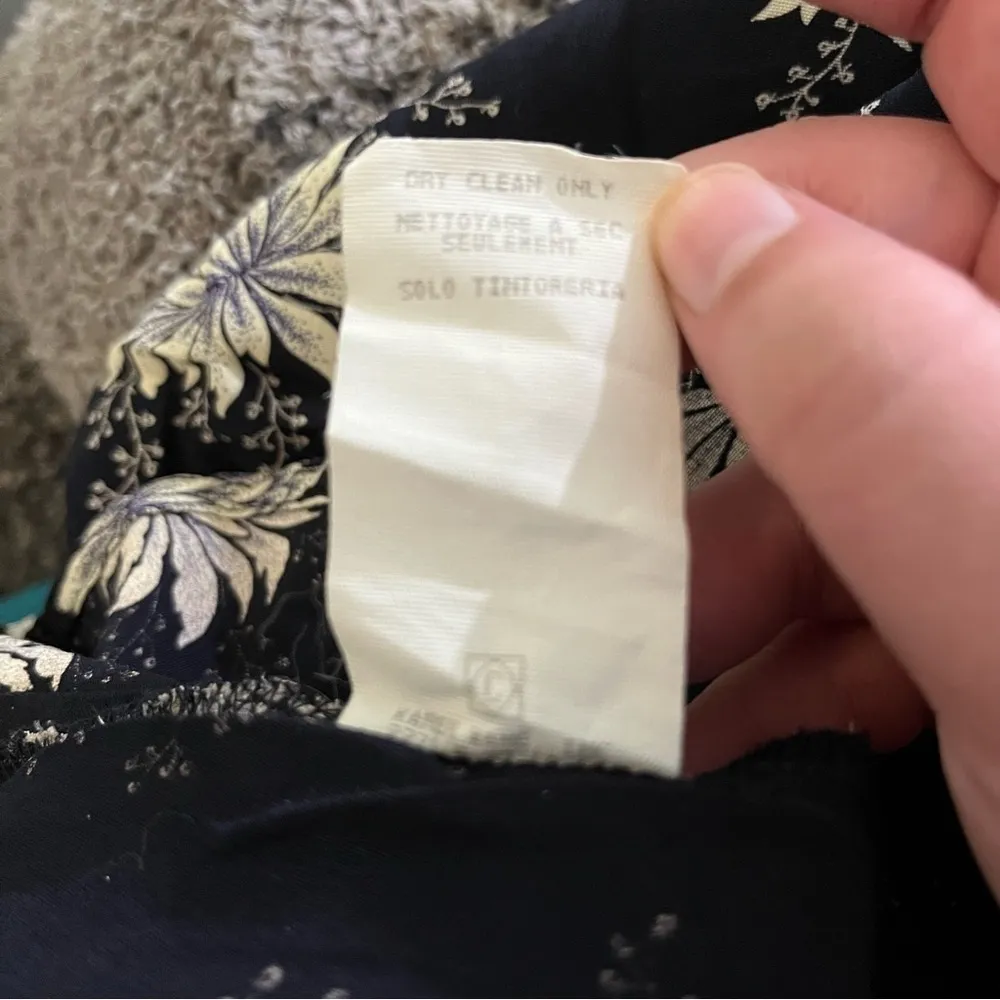 DRY CLEAN ONLY
NETTOYAGE A SEC
SEULEMENT
SOLO TINTORERIA
C